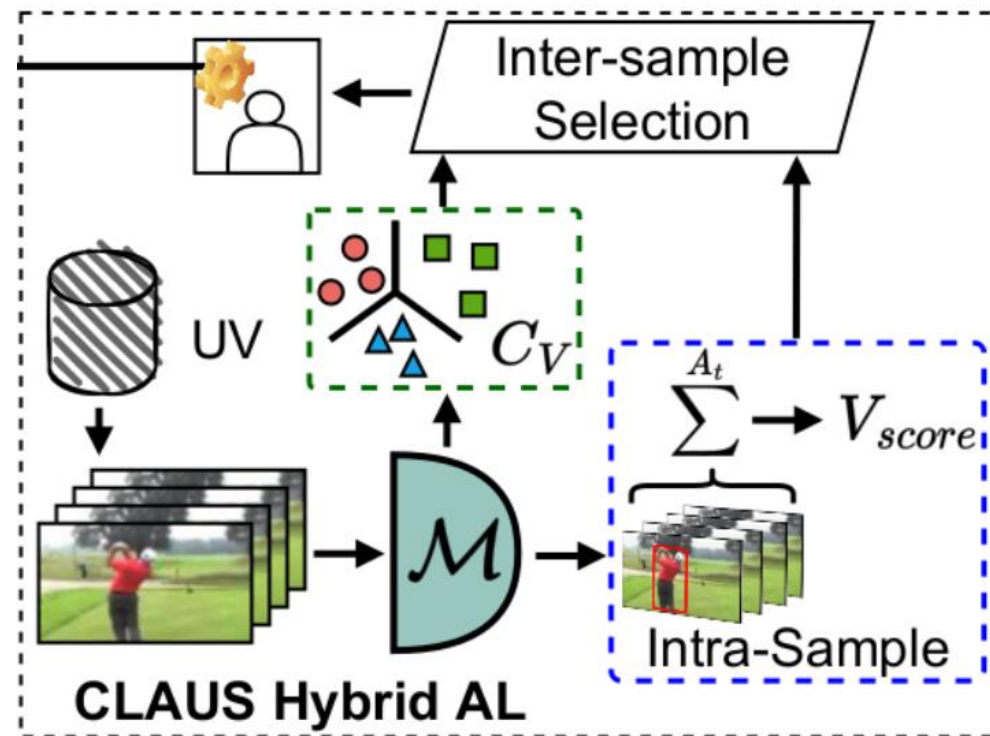 Inter-sample
Selection
UV
C_V
A_t
∑ → V_score
M
Intra-Sample
CLAUS Hybrid AL